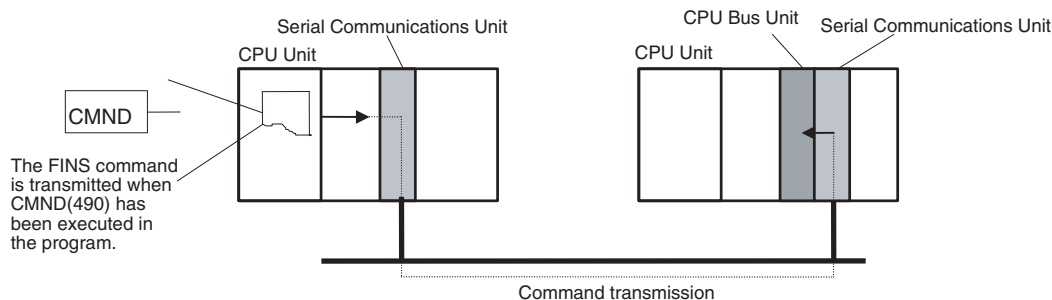 Serial Communications Unit
CPU Unit
CMND
The FINS command
is transmitted when
CMND(490) has
been executed in
the program.
CPU Bus Unit
Serial Communications Unit
CPU Unit
Command transmission